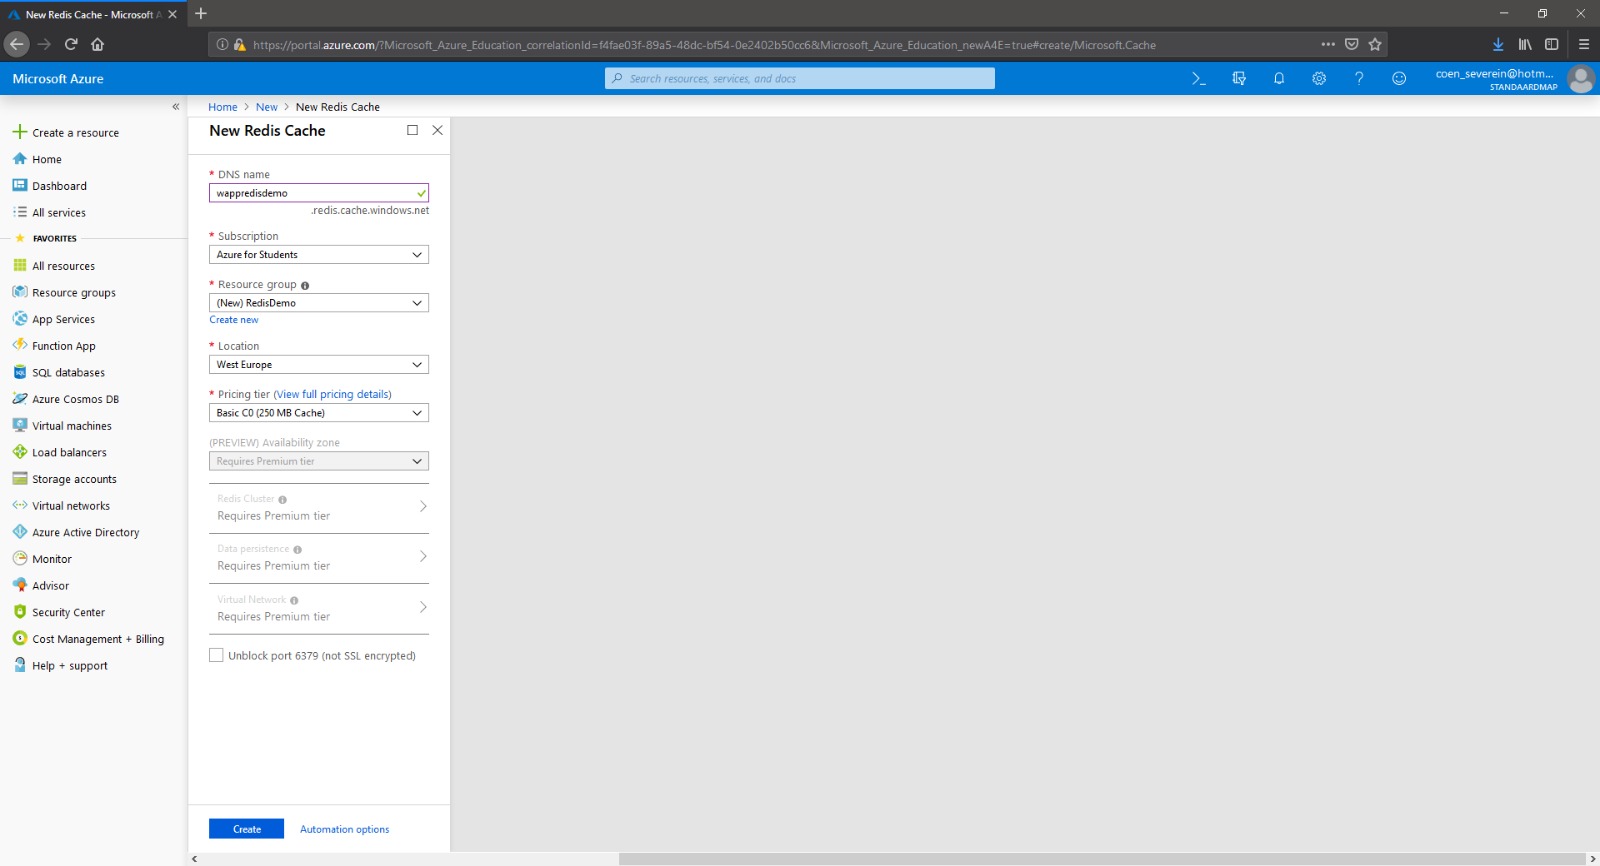 New Redis Cache - Microsoft A
https://portal.azure.com/?Microsoft_Azure_Education_correlationId=f4fae03f-89a5-48dc-bf54-0e2402b50cc6&Microsoft_Azure_Education_newA4E=true#create/Microsoft.Cache
Microsoft Azure
Search resources, services, and docs
coen_severein@hotm...
STANDAARDMAP
Home > New > New Redis Cache
Create a resource
Home
Dashboard
All services
FAVORITES
All resources
Resource groups
App Services
Function App
SQL databases
Azure Cosmos DB
Virtual machines
Load balancers
Storage accounts
Virtual networks
Azure Active Directory
Monitor
Advisor
Security Center
Cost Management + Billing
Help + support
New Redis Cache
* DNS name
wappredisdemo
.redis.cache.windows.net
* Subscription
Azure for Students
* Resource group
(New) RedisDemo
Create new
* Location
West Europe
* Pricing tier (View full pricing details)
Basic C0 (250 MB Cache)
(PREVIEW) Availability zone
Requires Premium tier
Redis Cluster
Requires Premium tier
Data persistence
Requires Premium tier
Virtual Network
Requires Premium tier
Unblock port 6379 (not SSL encrypted)
Create
Automation options